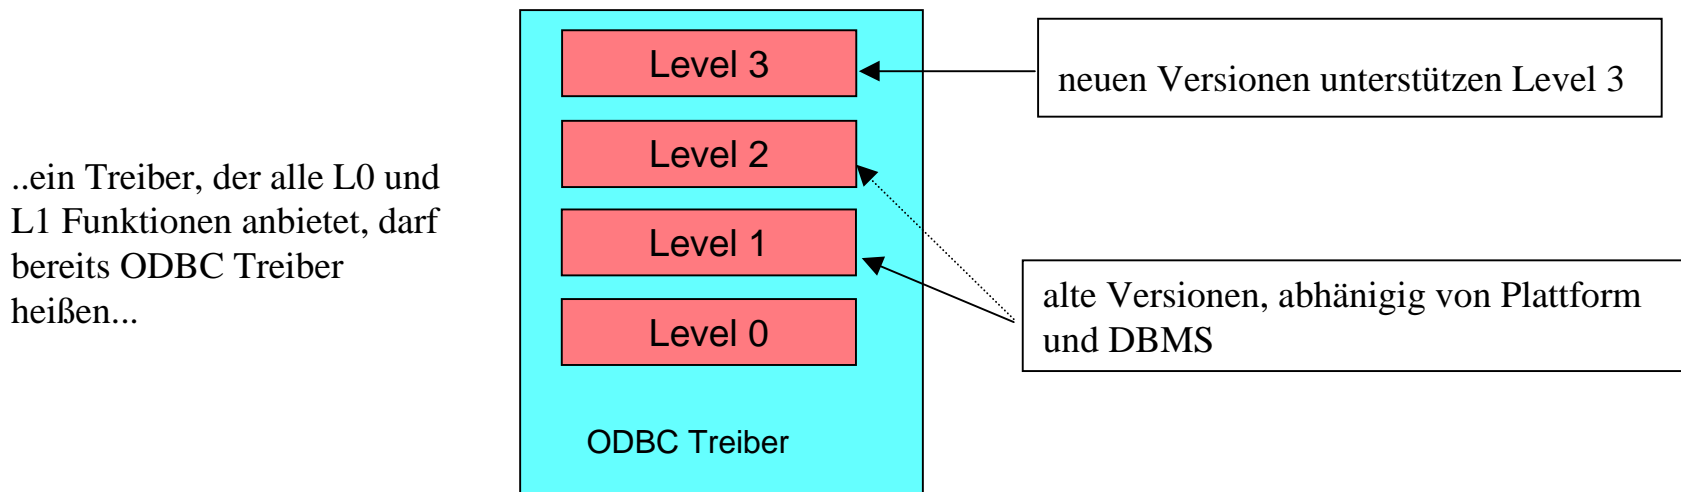 ..ein Treiber, der alle L0 und
L1 Funktionen anbietet, darf
bereits ODBC Treiber
heißen...
Level 3
Level 2
Level 1
Level 0
ODBC Treiber
neuen Versionen unterstützen Level 3
alte Versionen, abhänigig von Plattform
und DBMS